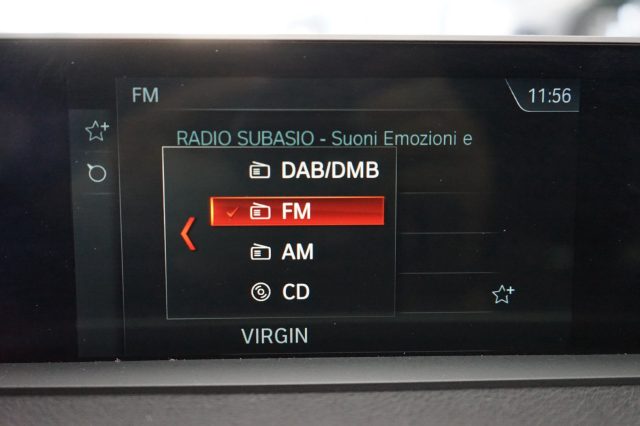 FM
11:56
RADIO SUBASIO - Suoni Emozioni e
DAB/DMB
FM
AM
CD
VIRGIN